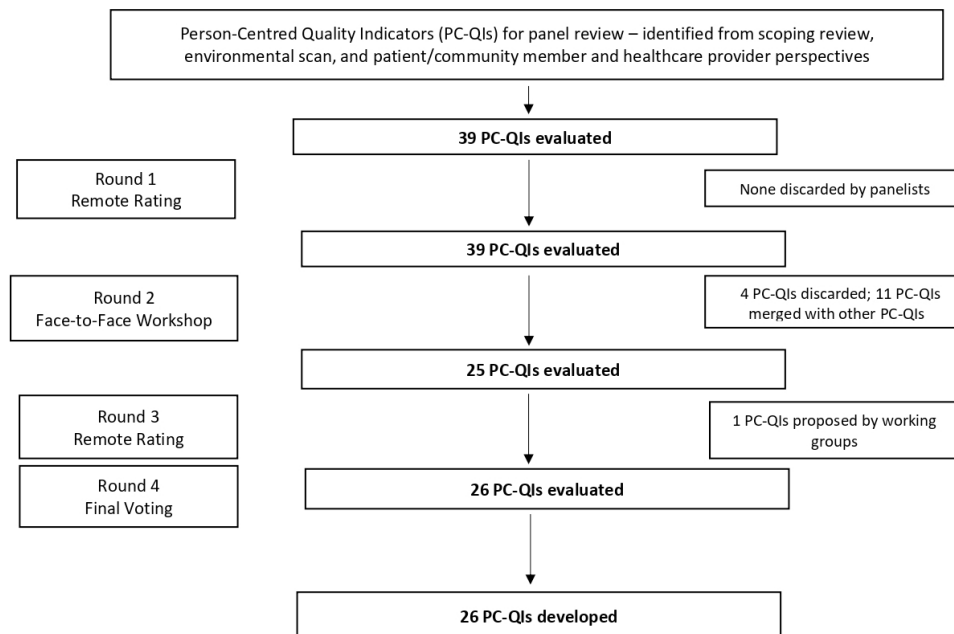 Person-Centred Quality Indicators (PC-QIs) for panel review – identified from scoping review,
environmental scan, and patient/community member and healthcare provider perspectives
39 PC-QIs evaluated
Round 1
Remote Rating
None discarded by panelists
39 PC-QIs evaluated
Round 2
Face-to-Face Workshop
4 PC-QIs discarded; 11 PC-QIs
merged with other PC-QIs
25 PC-QIs evaluated
Round 3
Remote Rating
1 PC-QIs proposed by working
groups
Round 4
Final Voting
26 PC-QIs evaluated
26 PC-QIs developed